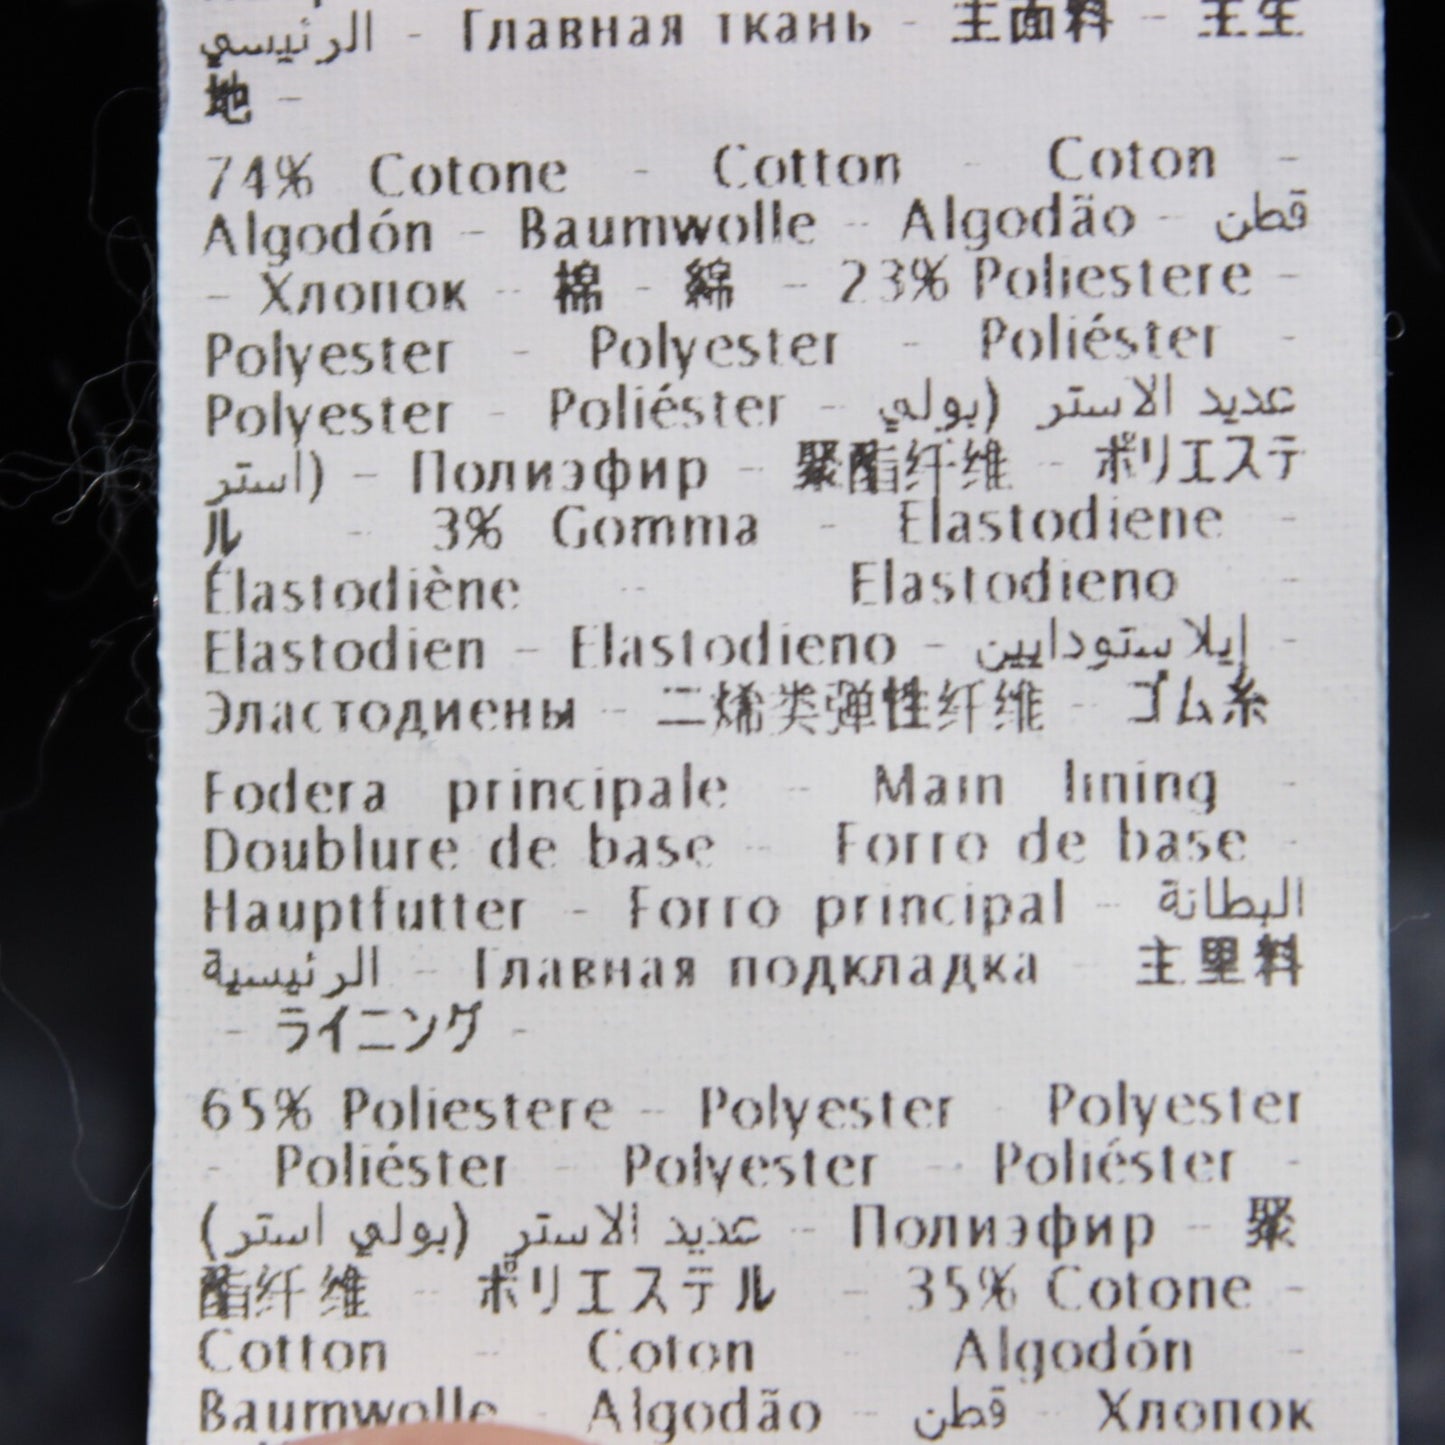 الرئيسي - Главная ткань - 主面料 - 主生
地 -
74% Cotone - Cotton - Coton -
Algodón - Baumwolle - Algodão - قطن
- Хлопок - 棉 - 綿 - 23% Poliestere -
Polyester - Polyester - Poliéster -
Polyester - Poliéster - عديد الاستر (بولي
استر) - Полиэфир - 聚酯纤维 - ポリエステ
ル - 3% Gomma - Elastodiene -
Élastodiène - Elastodieno -
Elastodien - Elastodieno - إيلاستودايين -
Эластодиены - 二烯类弹性纤维 - ゴム糸
Fodera principale - Main lining -
Doublure de base - Forro de base -
Hauptfutter - Forro principal - البطانة
الرئيسية - Главная подкладка - 主里料
- ライニング -
65% Poliestere - Polyester - Polyester
- Poliéster - Polyester - Poliéster -
عديد الاستر (بولي استر) - Полиэфир - 聚
酯纤维 - ポリエステル - 35% Cotone -
Cotton - Coton - Algodón -
Baumwolle - Algodão - قطن - Хлопок